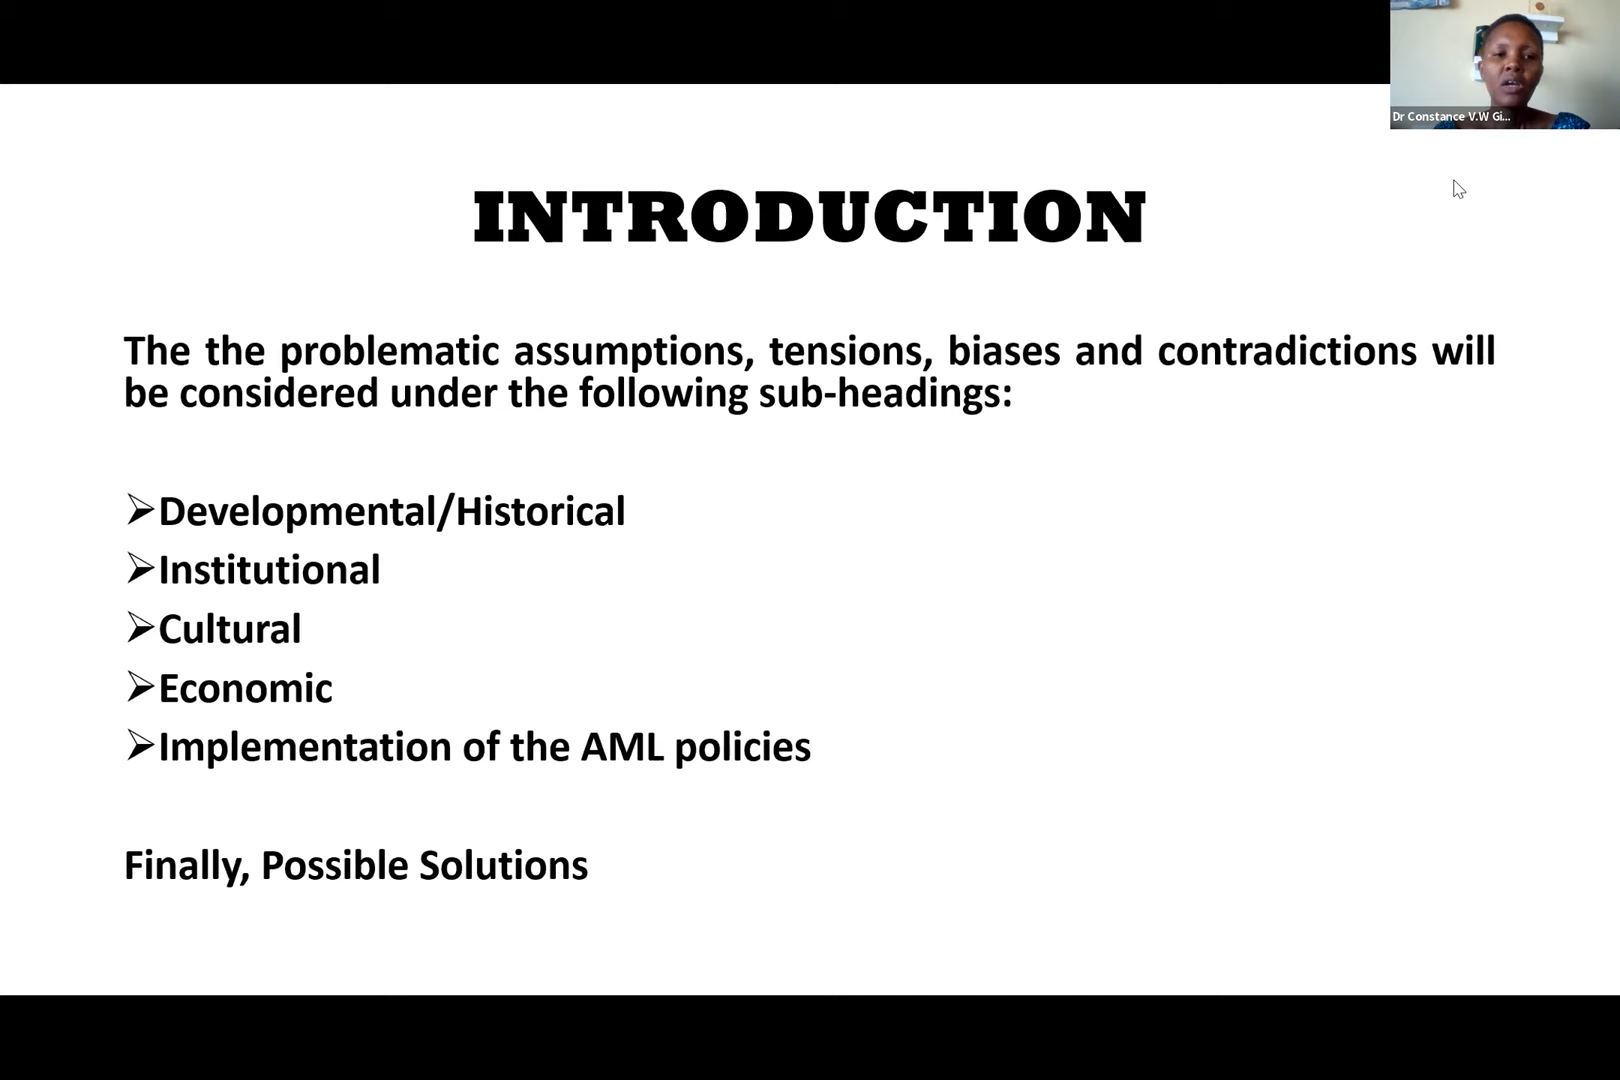 Dr Constance V.W Gi...
INTRODUCTION
The the problematic assumptions, tensions, biases and contradictions will
be considered under the following sub-headings:
➢Developmental/Historical
➢Institutional
➢Cultural
➢Economic
➢Implementation of the AML policies
Finally, Possible Solutions